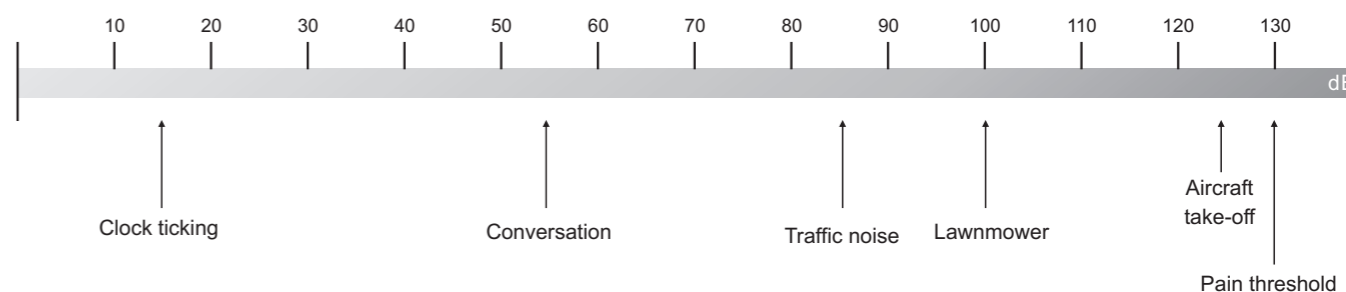 10 20 30 40 50 60 70 80 90 100 110 120 130
dB
Clock ticking
Conversation
Traffic noise
Lawnmower
Aircraft
take-off
Pain threshold